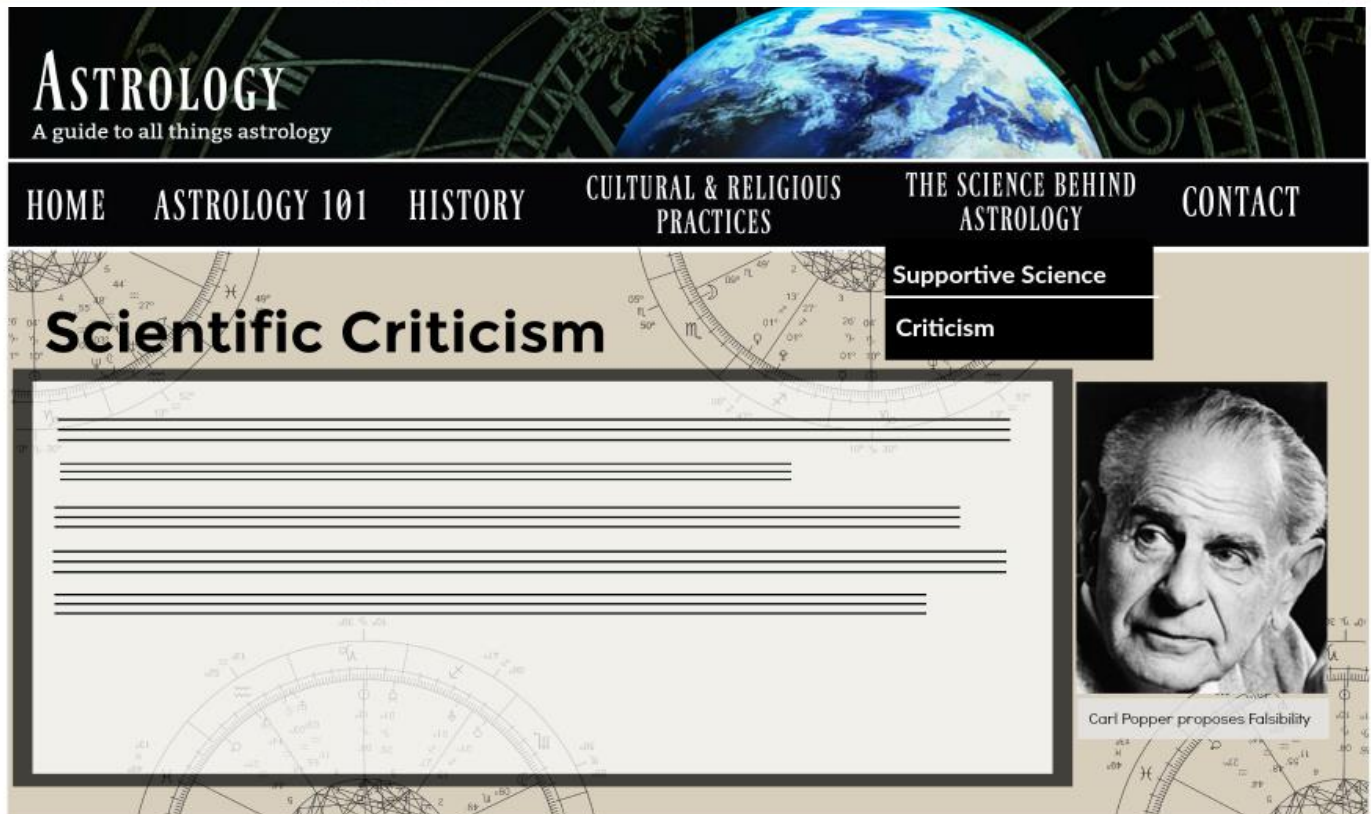 ASTROLOGY
A guide to all things astrology
HOME
ASTROLOGY 101
HISTORY
CULTURAL & RELIGIOUS
PRACTICES
THE SCIENCE BEHIND
ASTROLOGY
CONTACT
Supportive Science
Criticism
Scientific Criticism
Carl Popper proposes Falsibility